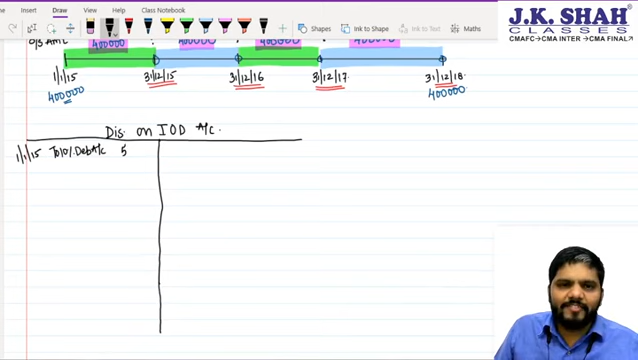 Insert Draw View Help Class Notebook
Shapes Ink to Shape Ink to Text
J.K. SHAH
CLASSES
CMAFC→CMA INTER→CMA FINAL
400000 400000 400000 400000
1/1/15 31/12/15 31/12/16 31/12/17. 31/12/18.
400000 400000
Dis. on IOD A/c.
1/1/15 To 10% Deb A/c 5